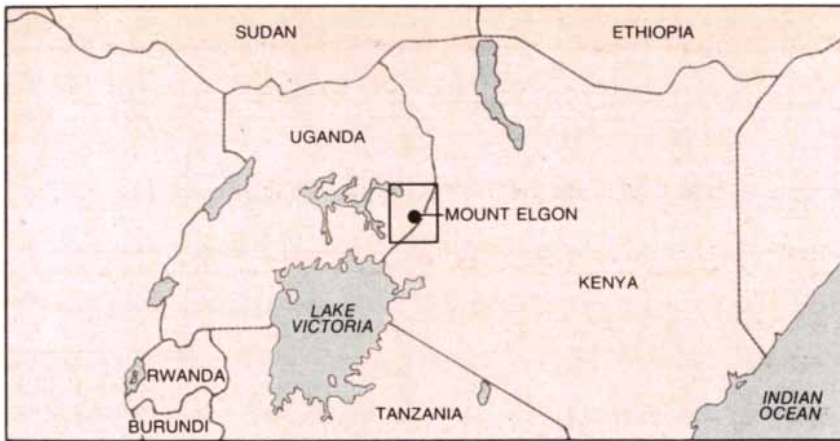 SUDAN
ETHIOPIA
UGANDA
MOUNT ELGON
KENYA
LAKE
VICTORIA
RWANDA
BURUNDI
TANZANIA
INDIAN
OCEAN